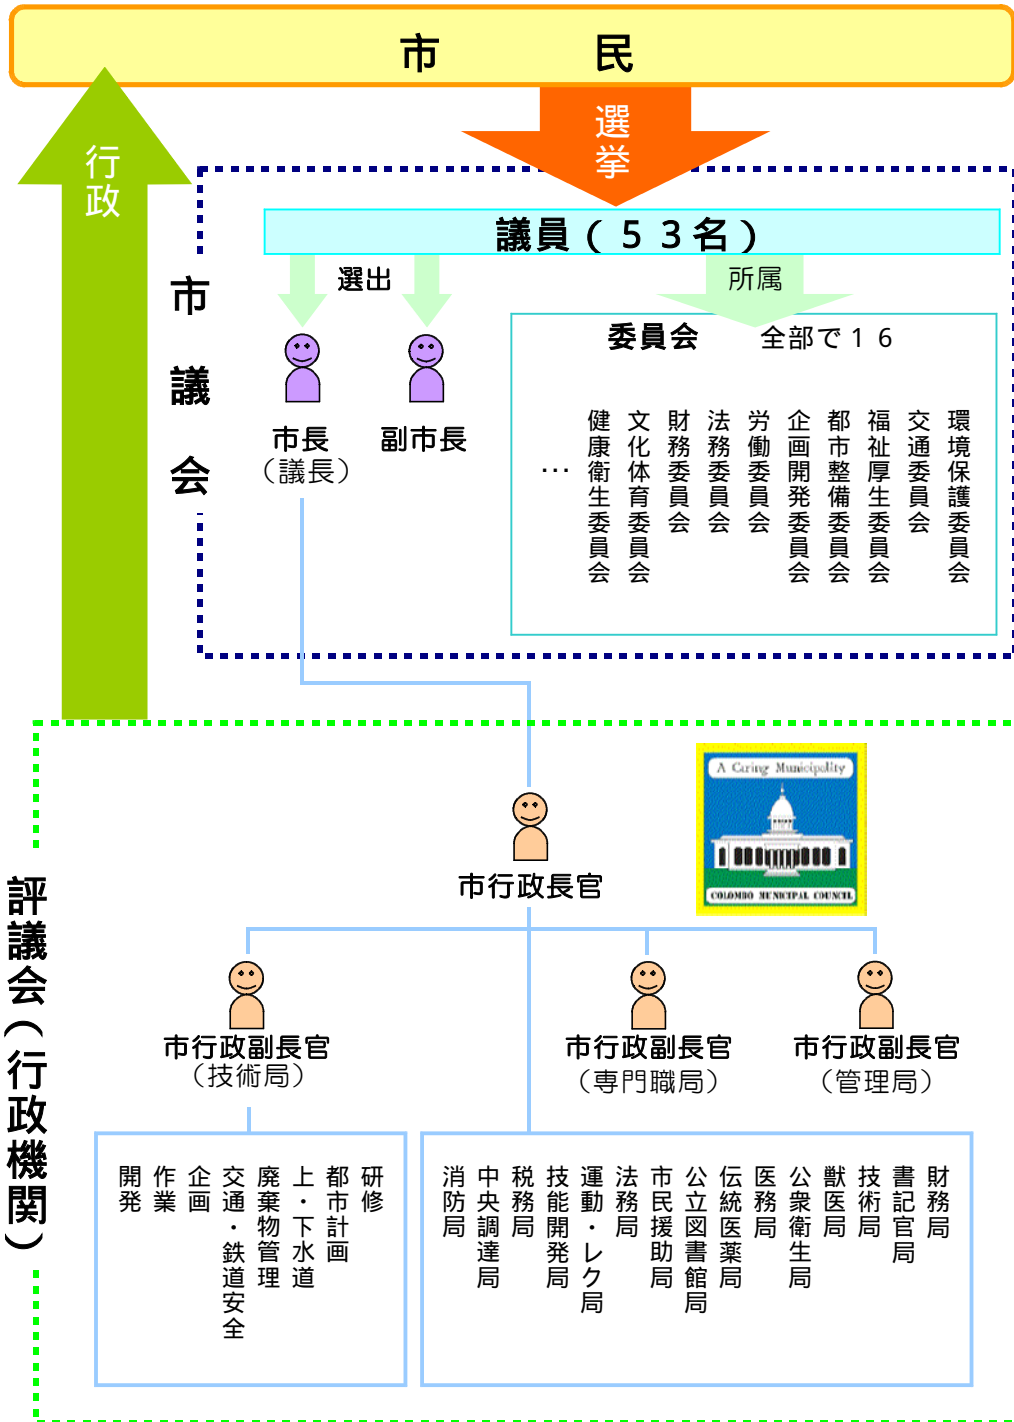 市　民
選挙
行政
議員（５３名）
選出
所属
市議会
市長
（議長）
副市長
委員会　全部で１６
環境保護委員会
交通委員会
福祉厚生委員会
都市整備委員会
企画開発委員会
労働委員会
法務委員会
財務委員会
文化体育委員会
健康衛生委員会
…
A Caring Municipality
COLOMBO MUNICIPAL COUNCIL
市行政長官
評議会（行政機関）
市行政副長官
（技術局）
市行政副長官
（専門職局）
市行政副長官
（管理局）
研修
都市計画
上・下水道
廃棄物管理
交通・鉄道安全
企画
作業
開発
財務局
書記官局
技術局
獣医局
公衆衛生局
医務局
伝統医薬局
公立図書館局
市民援助局
法務局
運動・レク局
技能開発局
税務局
中央調達局
消防局